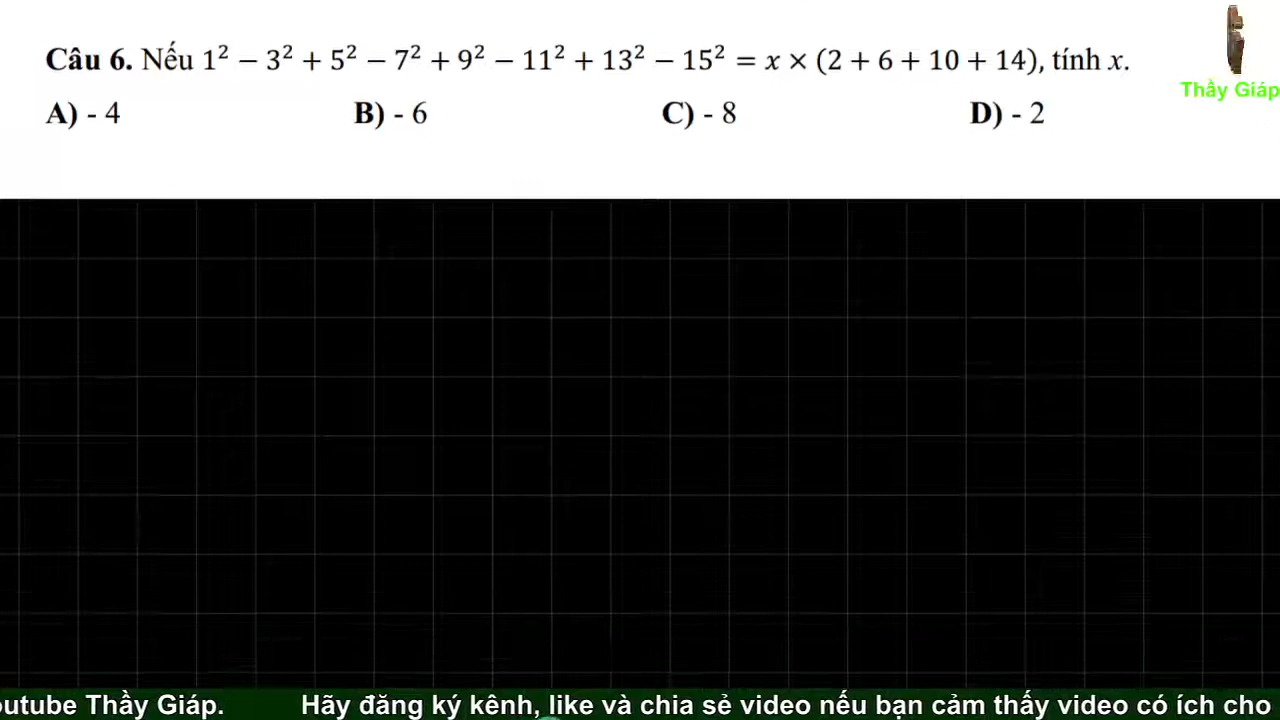 Câu 6. Nếu 1² − 3² + 5² − 7² + 9² − 11² + 13² − 15² = x × (2 + 6 + 10 + 14), tính x.
Thầy Giáp
A) - 4 B) - 6 C) - 8 D) - 2
outube Thầy Giáp. Hãy đăng ký kênh, like và chia sẻ video nếu bạn cảm thấy video có ích cho